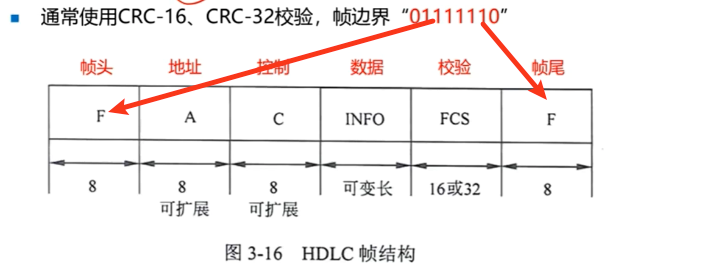 通常使用CRC-16、CRC-32校验，帧边界“01111110”
帧头 地址 控制 数据 校验 帧尾
F A C INFO FCS F
8 8 8 可变长 16或32 8
可扩展 可扩展
图 3-16 HDLC 帧结构